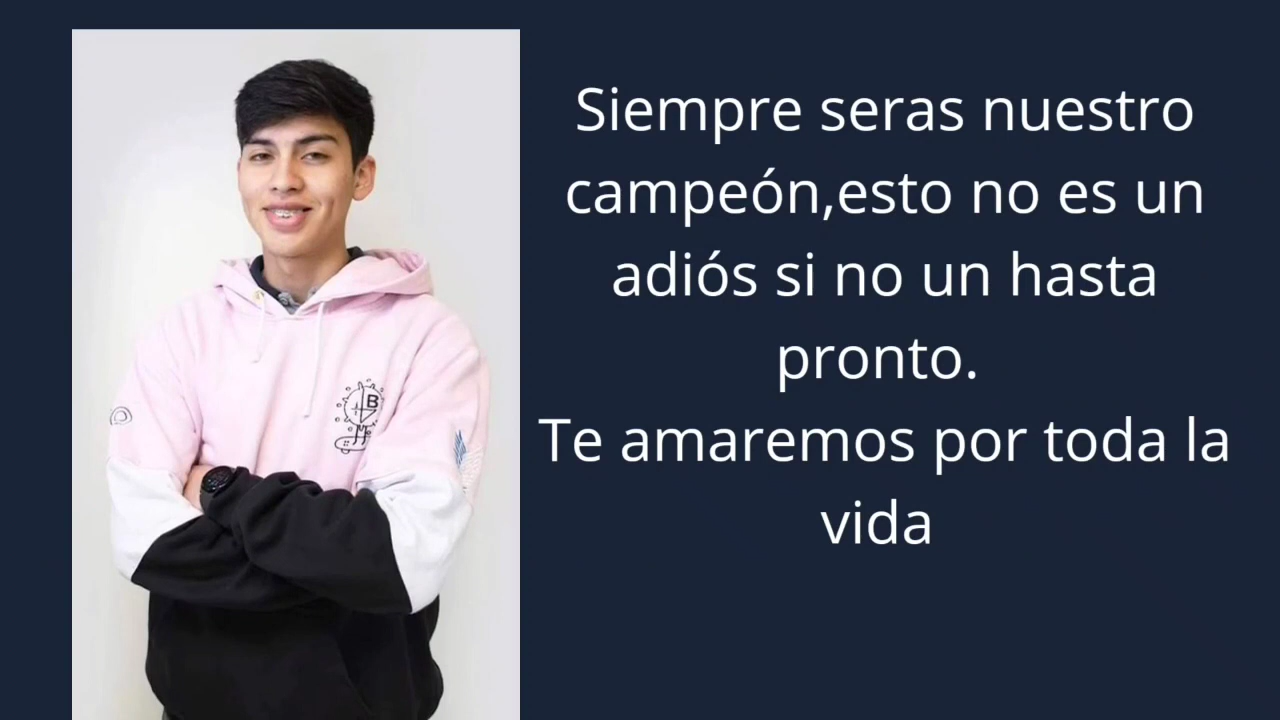 Siempre seras nuestro
campeón,esto no es un
adiós si no un hasta
pronto.
Te amaremos por toda la
vida
B